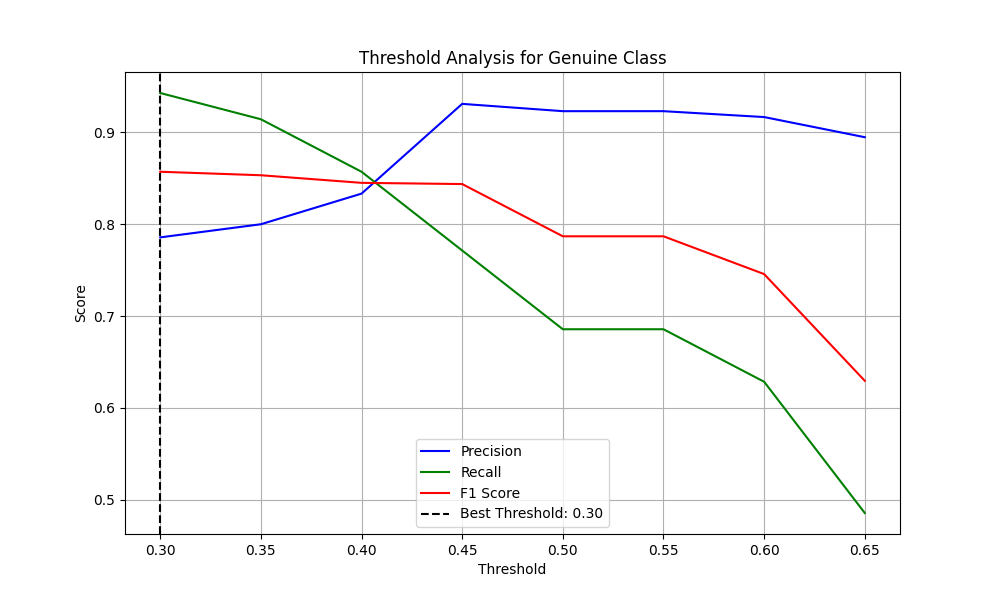 Threshold Analysis for Genuine Class
Score
0.9
0.8
0.7
0.6
0.5
Precision
Recall
F1 Score
Best Threshold: 0.30
0.30 0.35 0.40 0.45 0.50 0.55 0.60 0.65
Threshold